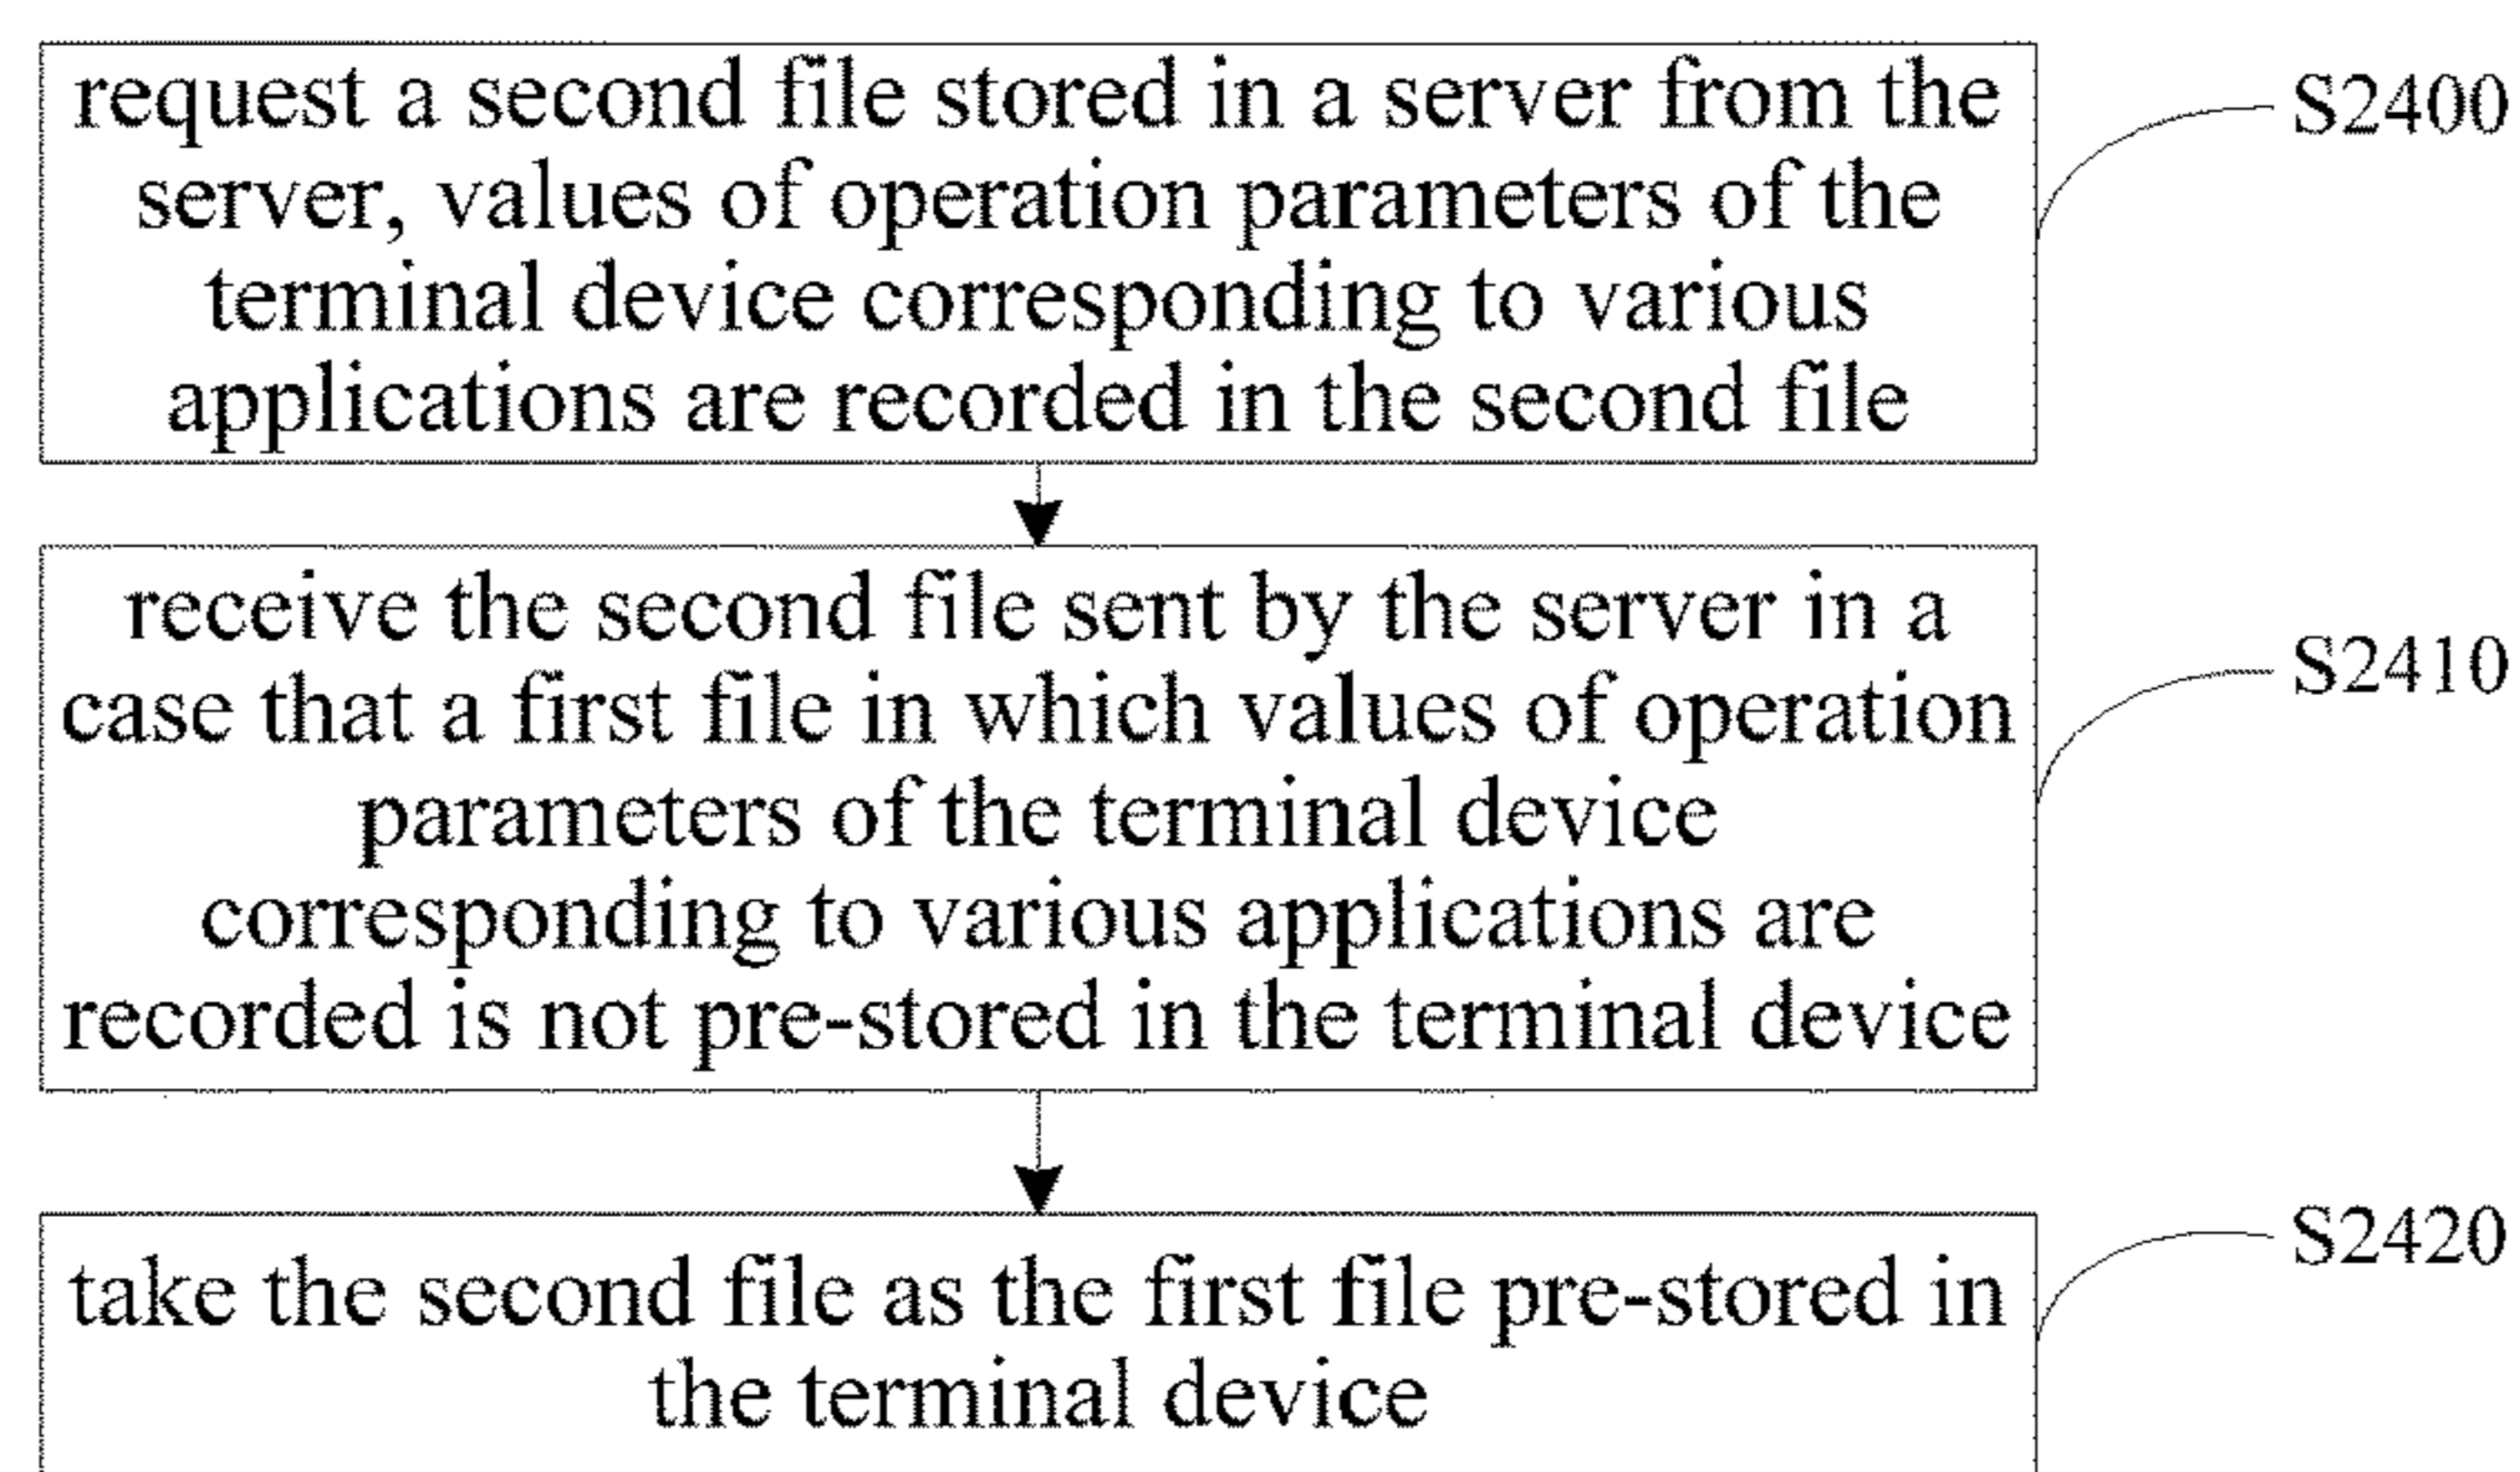 request a second file stored in a server from the
server, values of operation parameters of the
terminal device corresponding to various
applications are recorded in the second file
S2400
receive the second file sent by the server in a
case that a first file in which values of operation
parameters of the terminal device
corresponding to various applications are
recorded is not pre-stored in the terminal device
S2410
take the second file as the first file pre-stored in
the terminal device
S2420